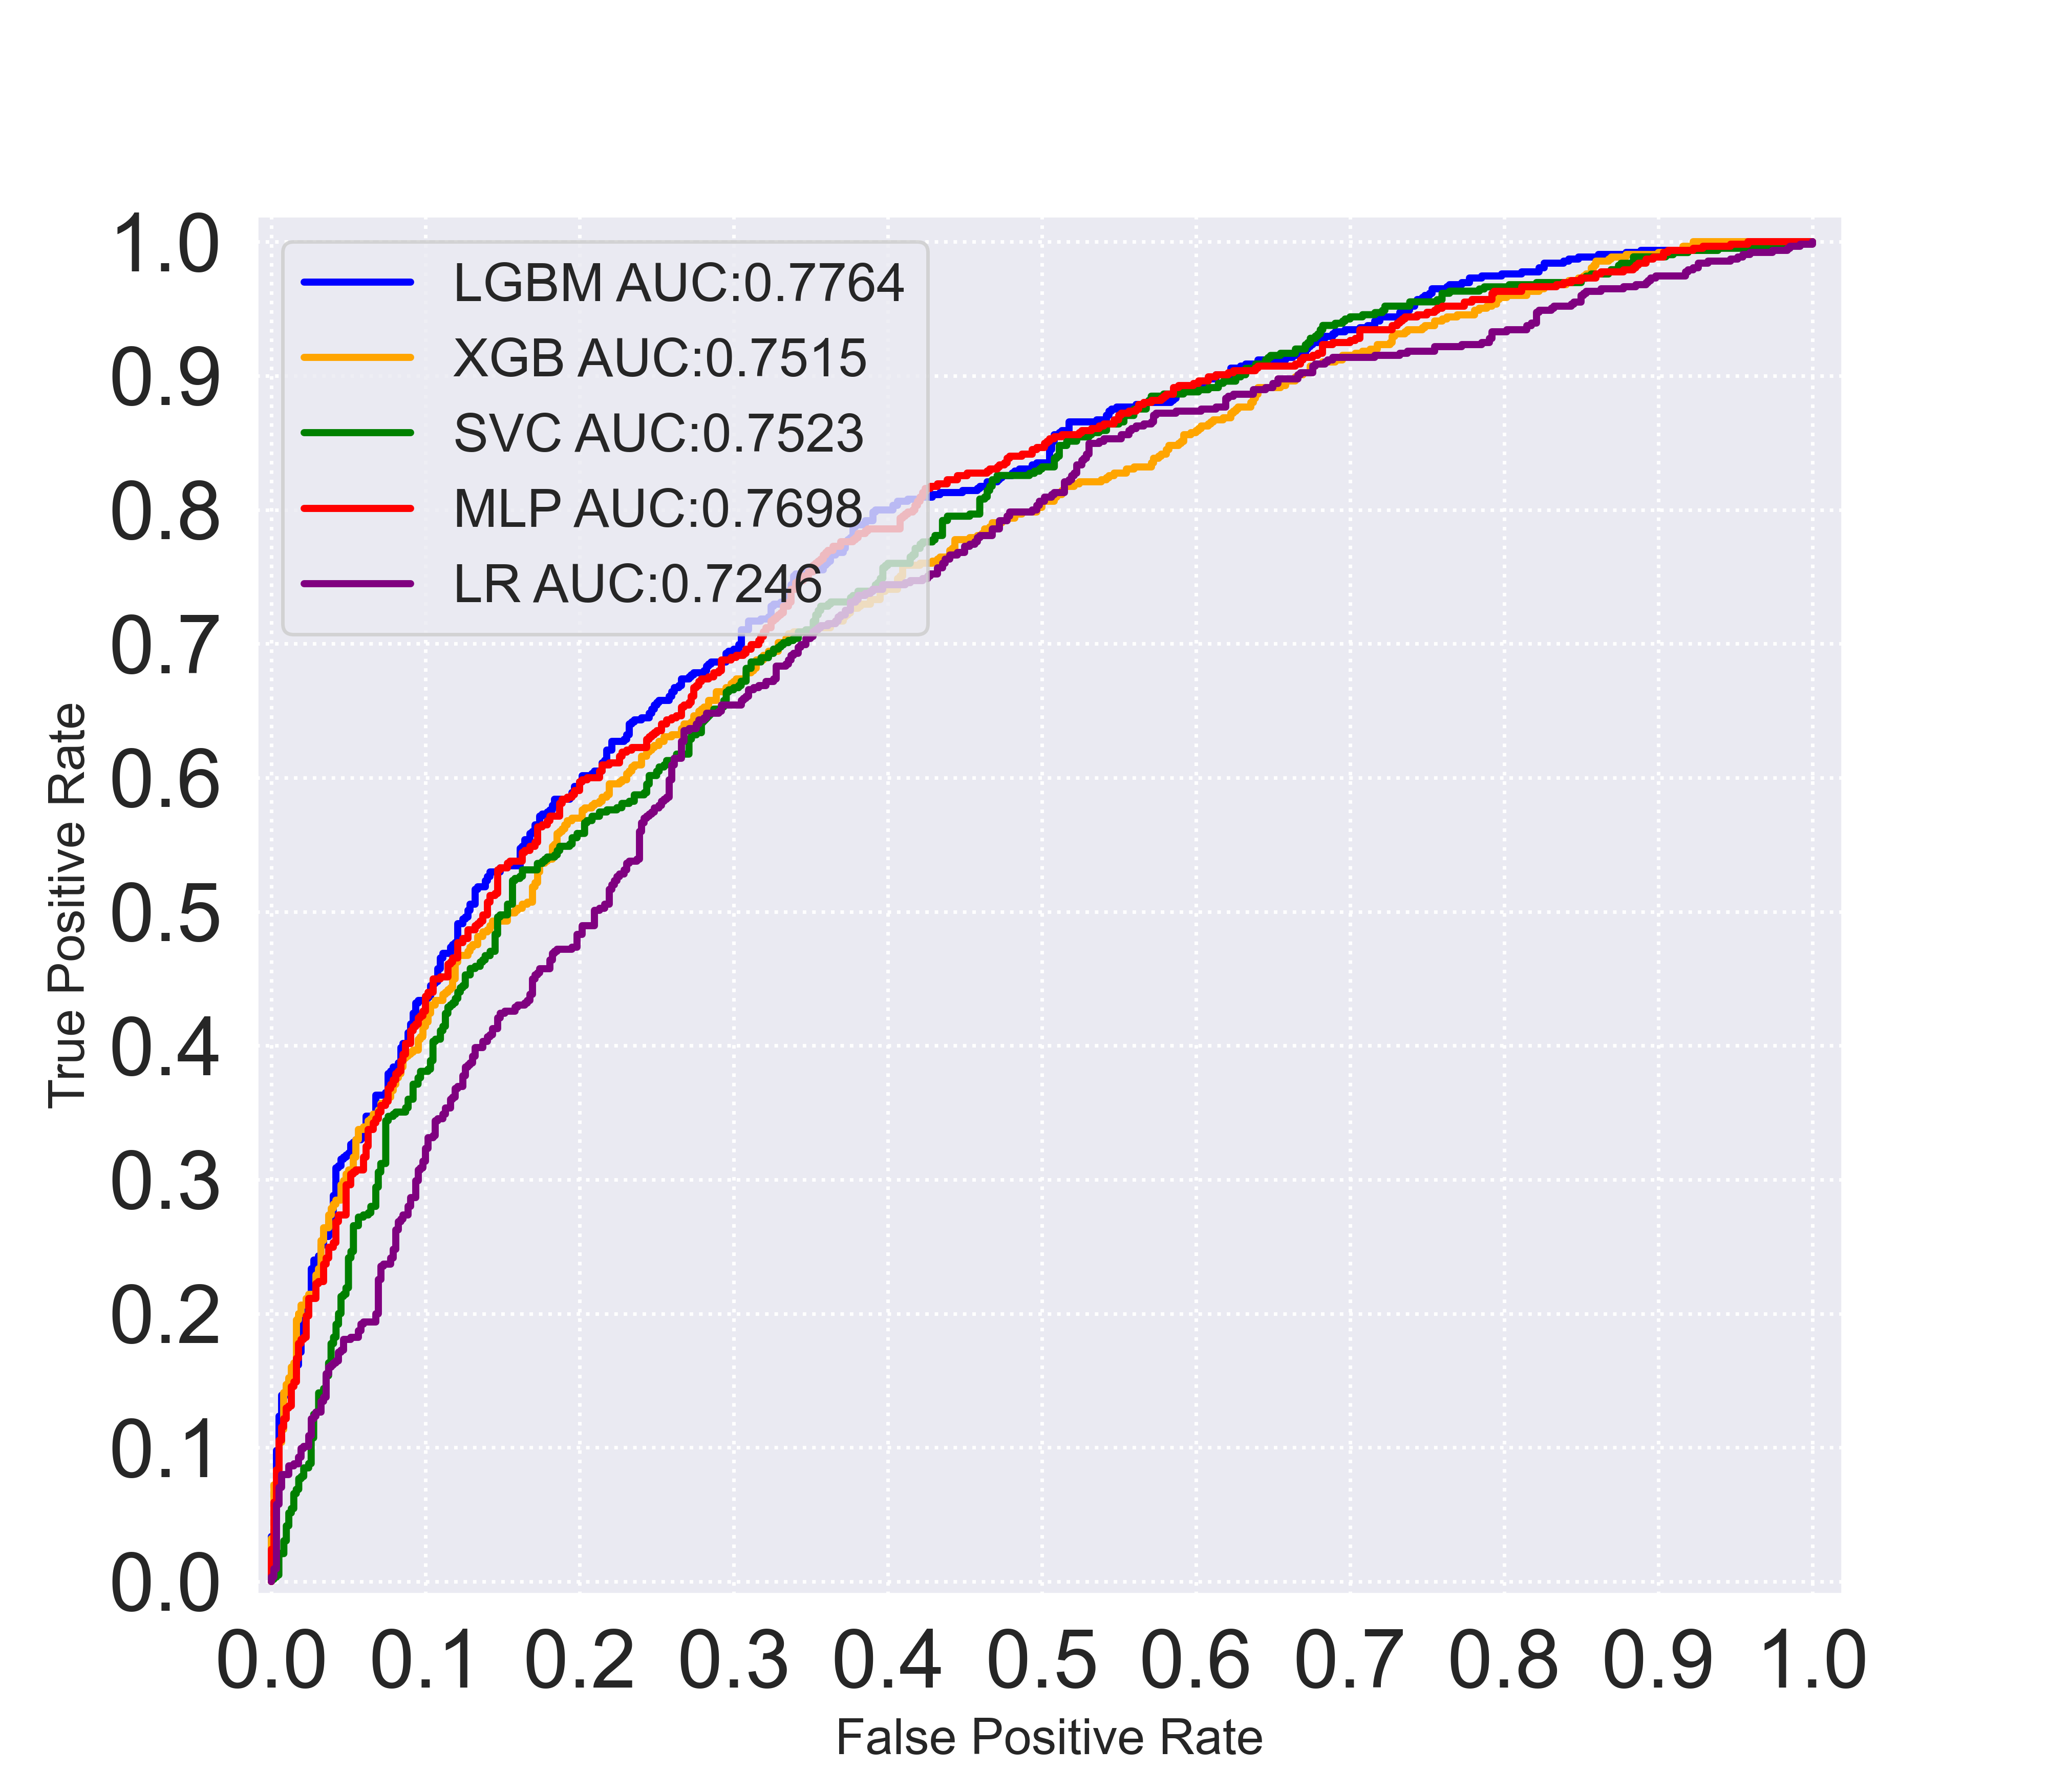 LGBM AUC:0.7764
XGB AUC:0.7515
SVC AUC:0.7523
MLP AUC:0.7698
LR AUC:0.7246
True Positive Rate
1.0
0.9
0.8
0.7
0.6
0.5
0.4
0.3
0.2
0.1
0.0
0.0 0.1 0.2 0.3 0.4 0.5 0.6 0.7 0.8 0.9 1.0
False Positive Rate